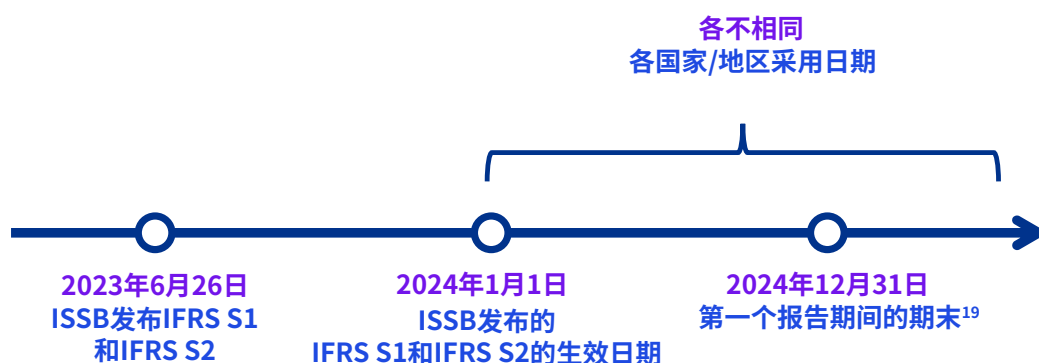 各不相同
各国家/地区采用日期
2023年6月26日
ISSB发布IFRS S1
和IFRS S2
2024年1月1日
ISSB发布的
IFRS S1和IFRS S2的生效日期
2024年12月31日
第一个报告期间的期末19